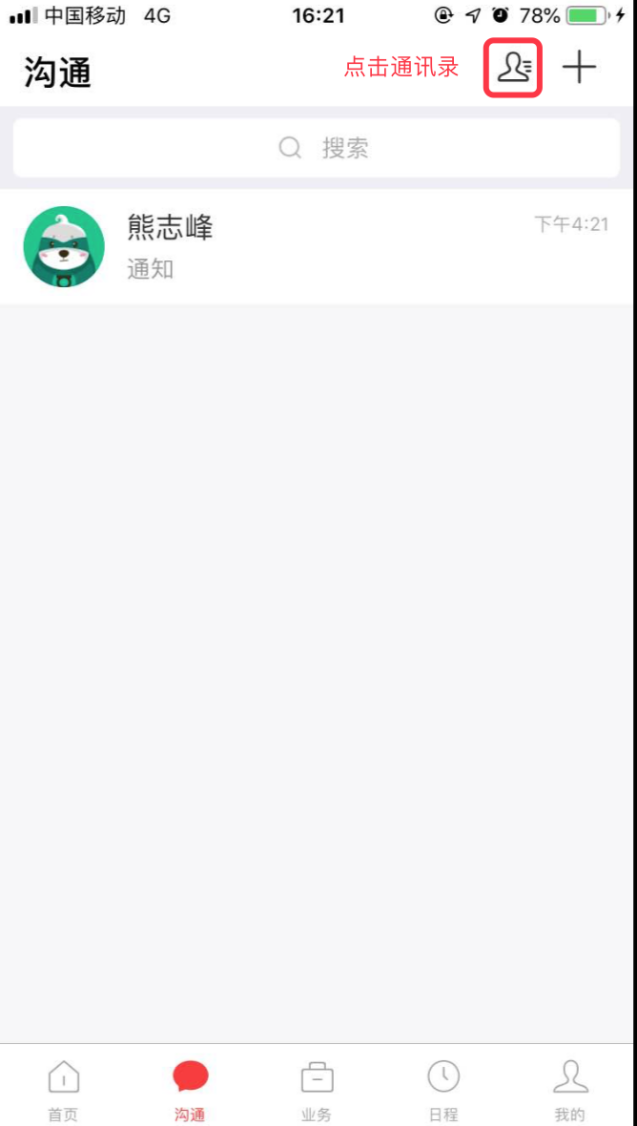 中国移动 4G 16:21 78%
沟通 点击通讯录
搜索
熊志峰 下午4:21
通知
首页 沟通 业务 日程 我的